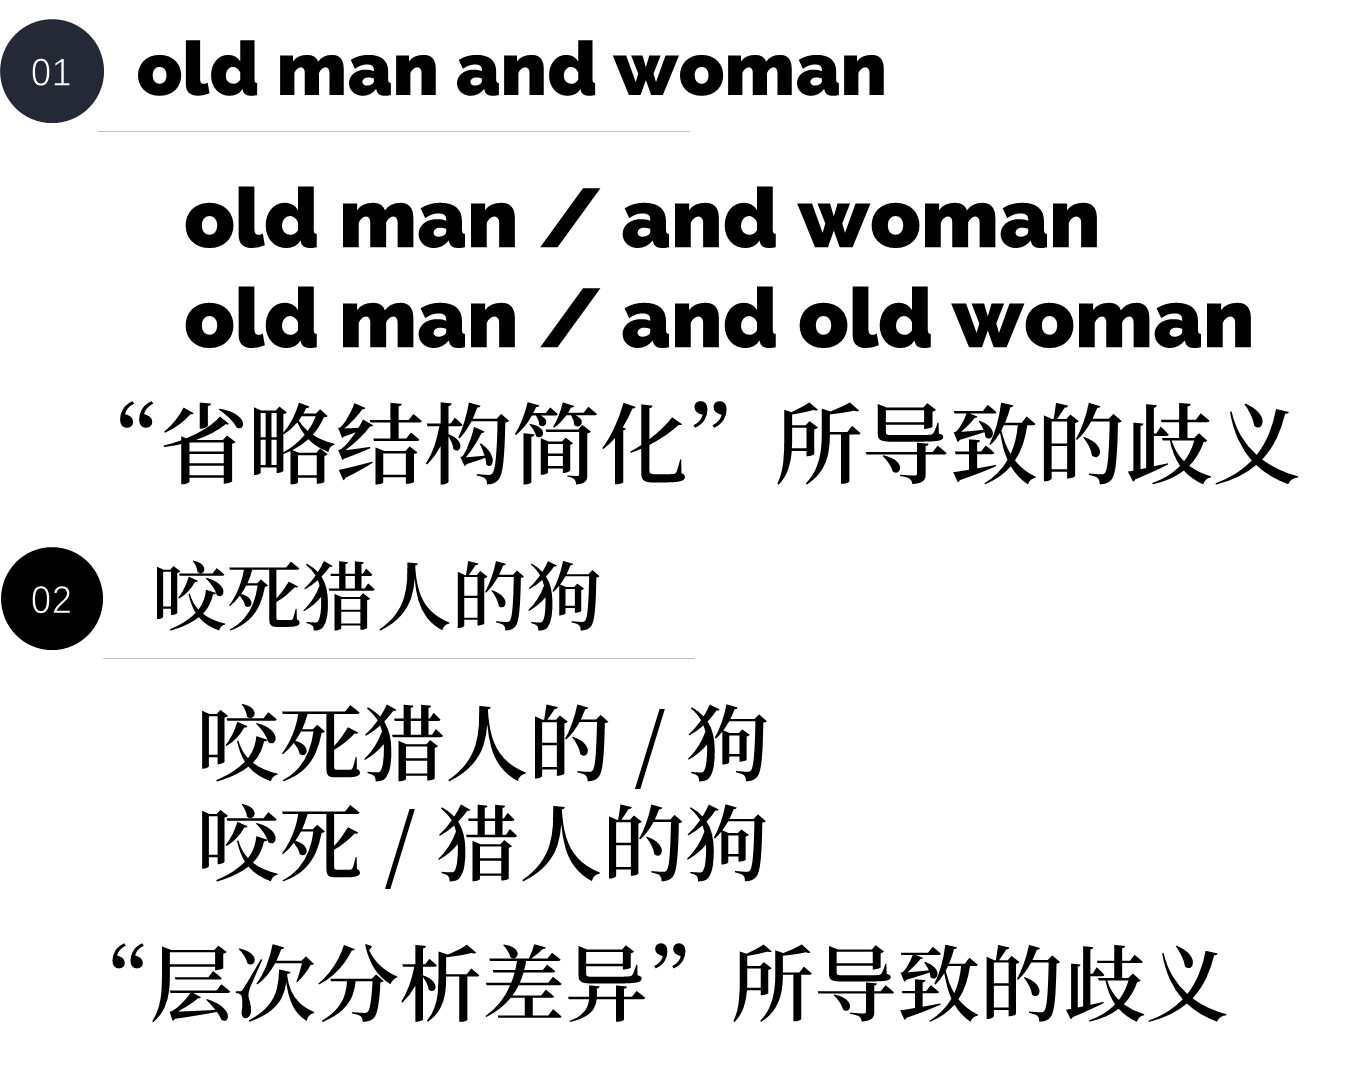 01 old man and woman
old man / and woman
old man / and old woman
“省略结构简化”所导致的歧义
02 咬死猎人的狗
咬死猎人的 / 狗
咬死 / 猎人的狗
“层次分析差异”所导致的歧义